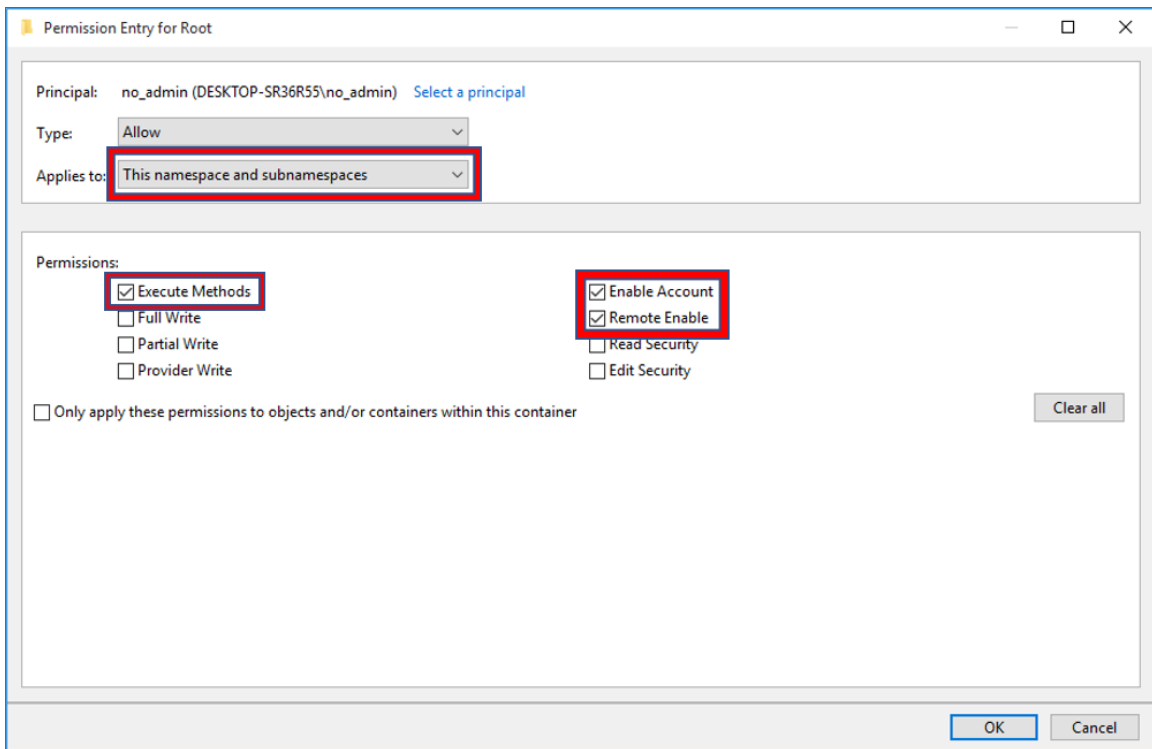 Permission Entry for Root
Principal: no_admin (DESKTOP-SR36R55\no_admin) Select a principal
Type: Allow
Applies to: This namespace and subnamespaces
Permissions:
Execute Methods Enable Account
Full Write Remote Enable
Partial Write Read Security
Provider Write Edit Security
Only apply these permissions to objects and/or containers within this container
Clear all
OK Cancel